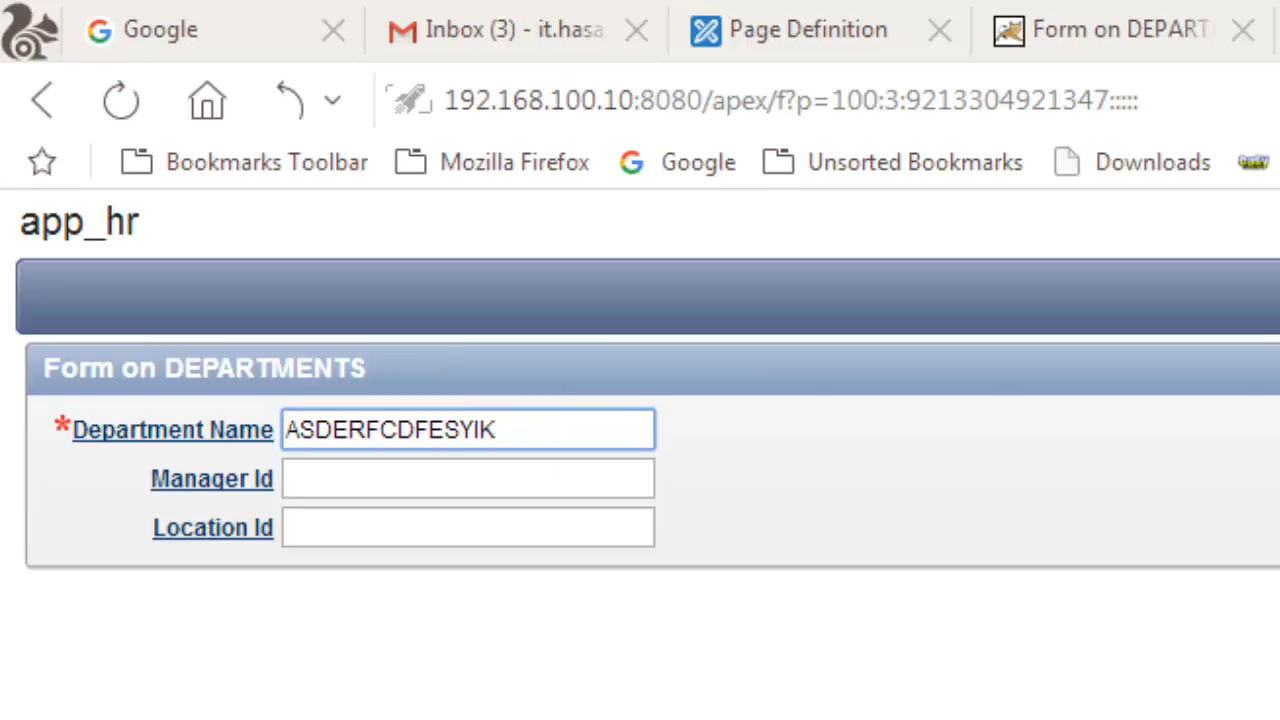 Google Inbox (3) - it.hasa Page Definition Form on DEPART
192.168.100.10:8080/apex/f?p=100:3:9213304921347:::::
Bookmarks Toolbar Mozilla Firefox Google Unsorted Bookmarks Downloads
app_hr
Form on DEPARTMENTS
*Department Name ASDERFCDFESYIK
Manager Id
Location Id